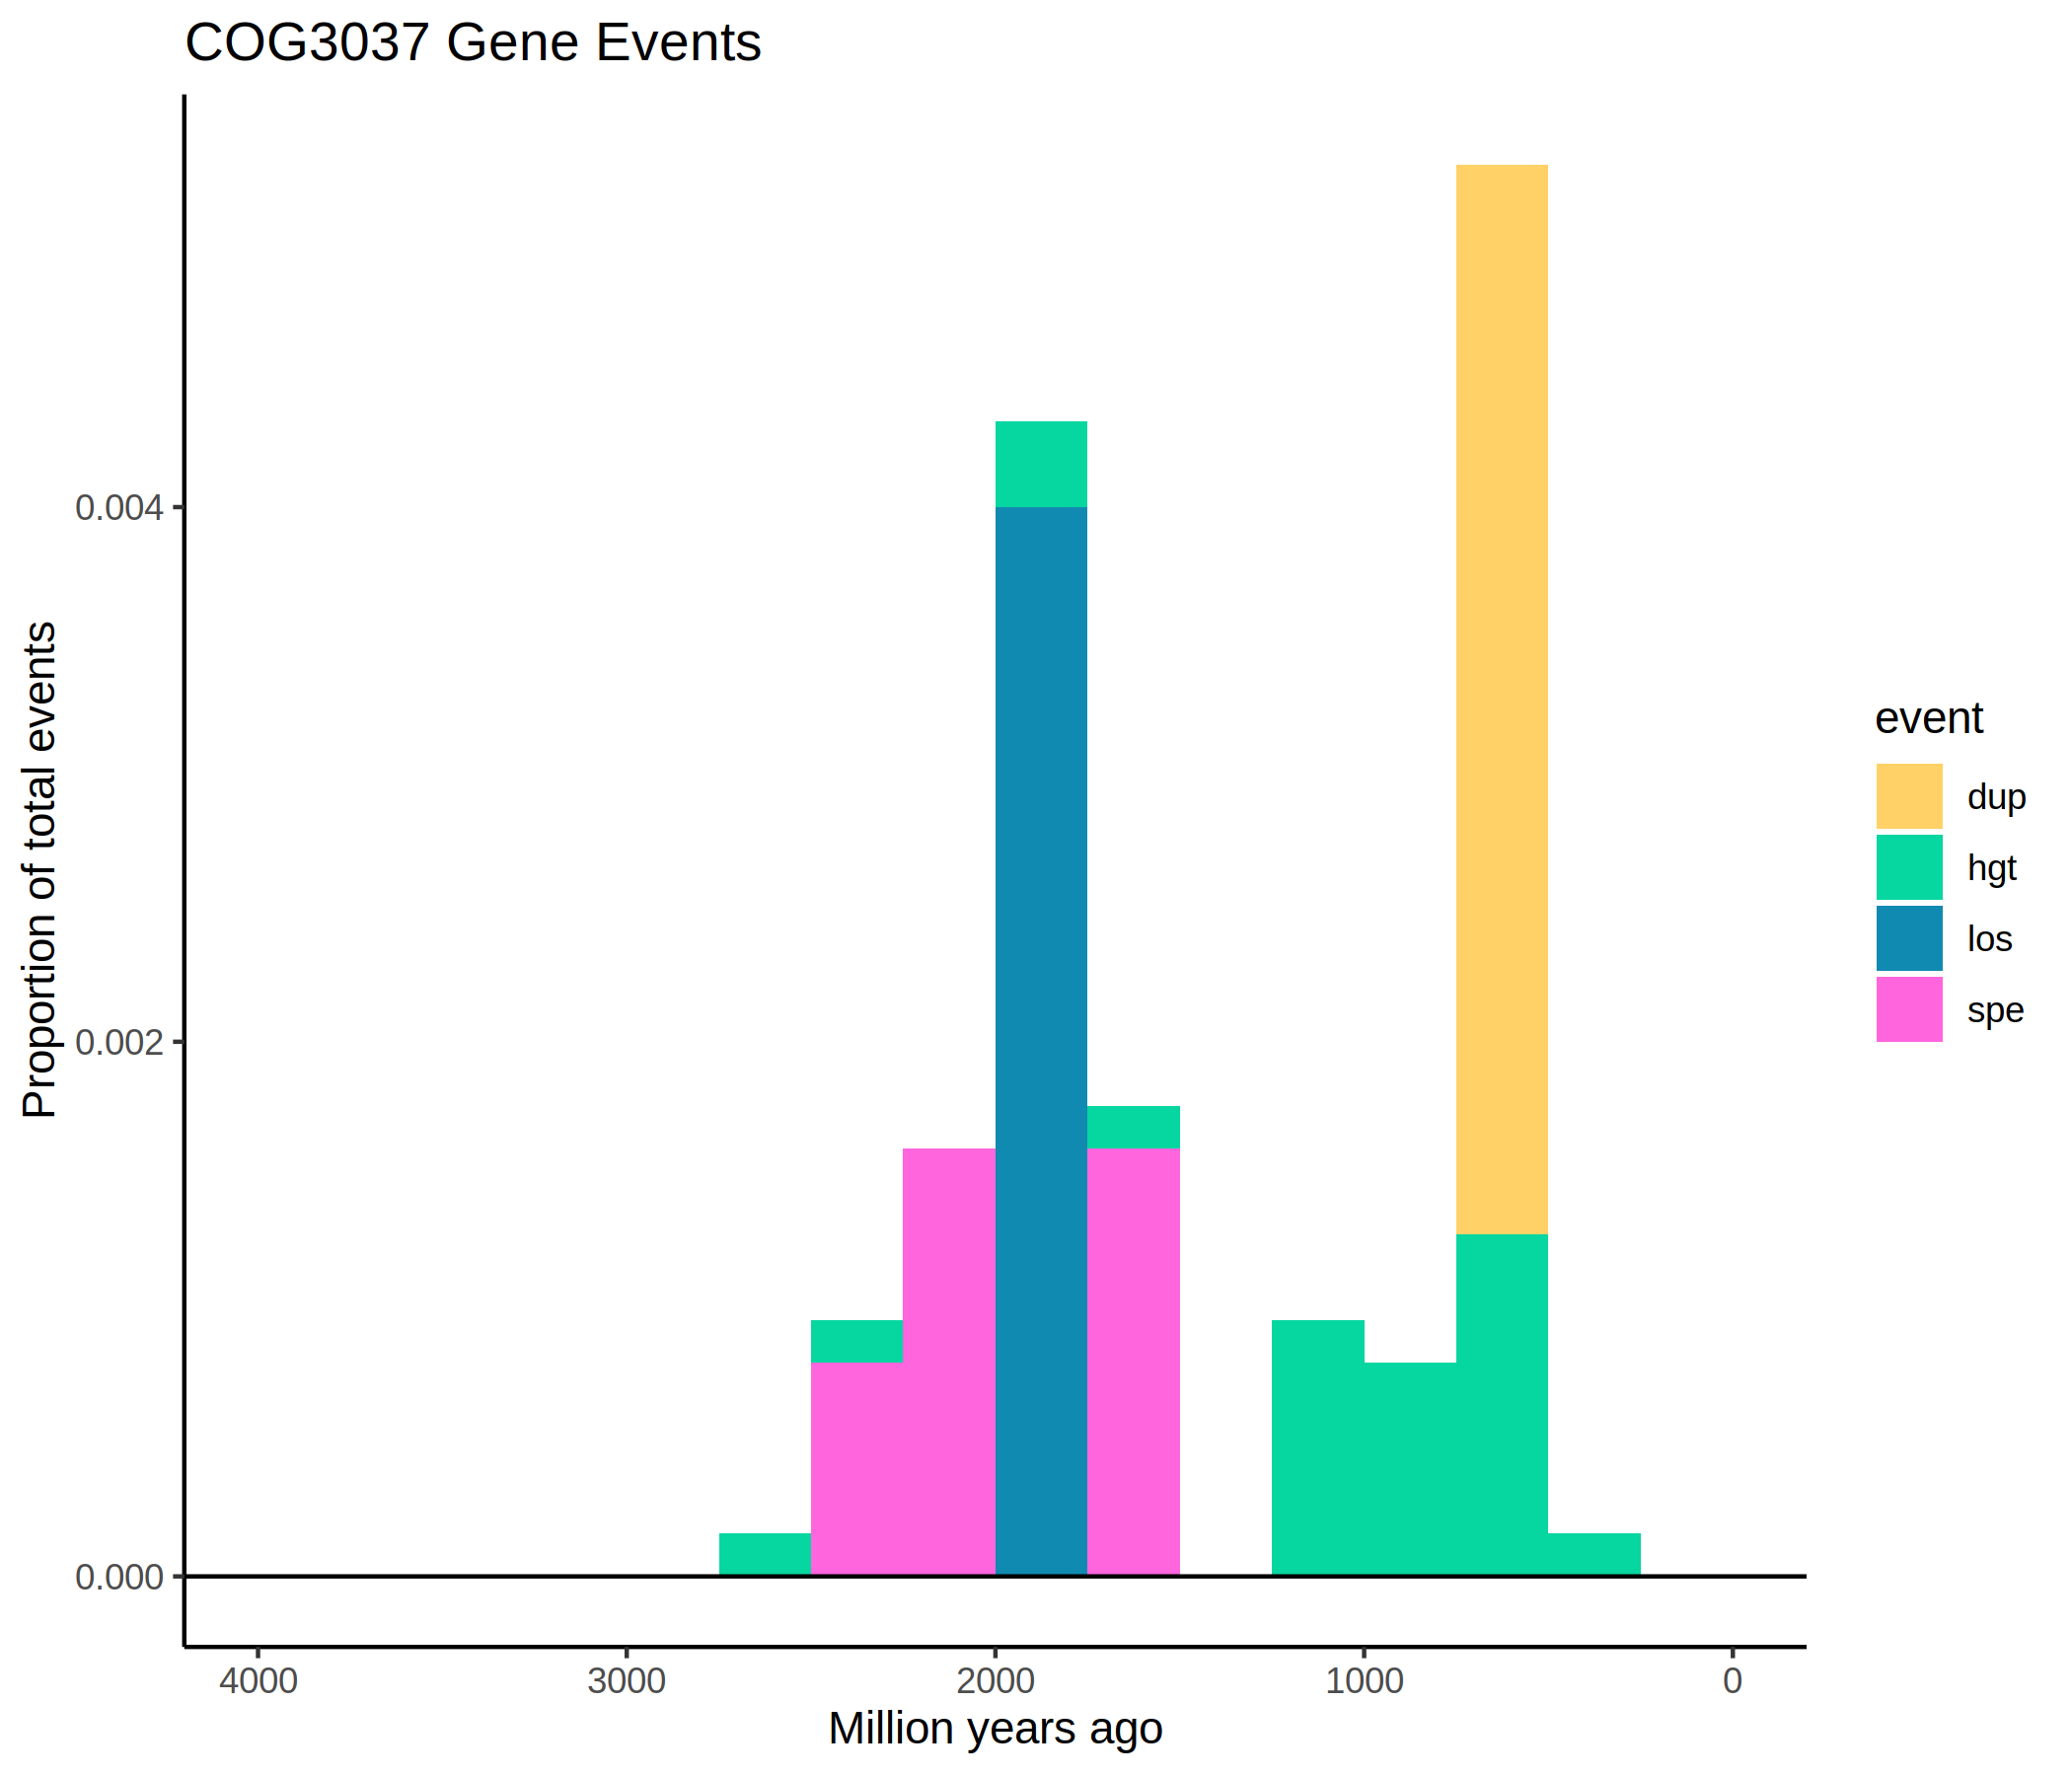 COG3037 Gene Events
Proportion of total events
0.004
0.002
0.000
4000 3000 2000 1000 0
Million years ago
event
dup
hgt
los
spe